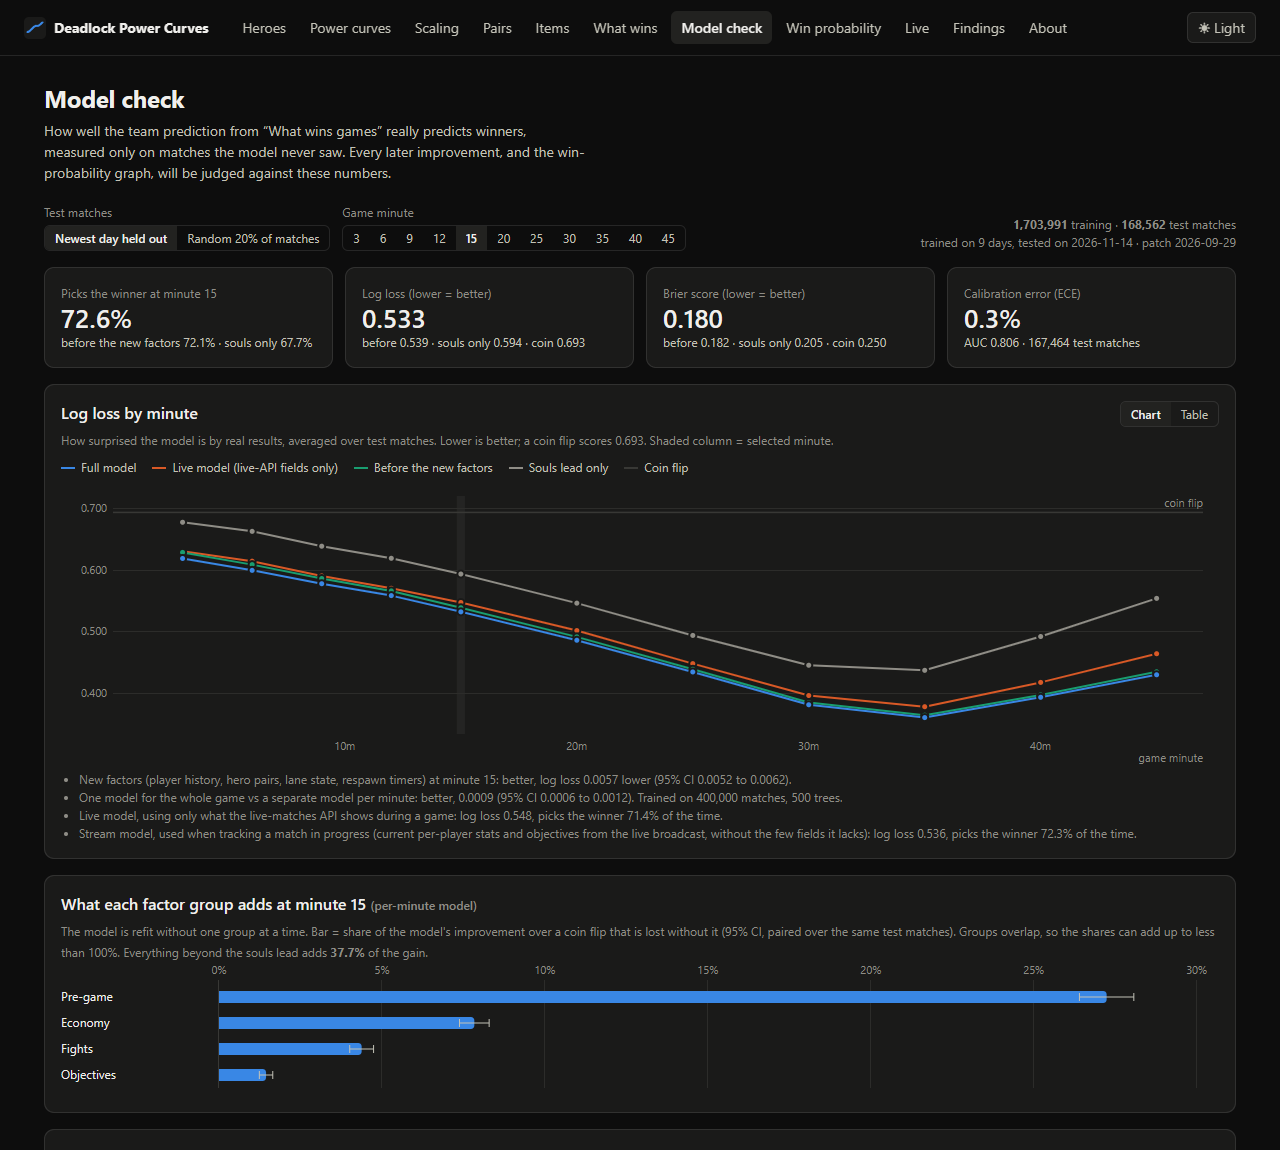 Deadlock Power Curves
Heroes
Power curves
Scaling
Pairs
Items
What wins
Model check
Win probability
Live
Findings
About
☀ Light
Model check
How well the team prediction from “What wins games” really predicts winners,
measured only on matches the model never saw. Every later improvement, and the win-
probability graph, will be judged against these numbers.
Test matches
Newest day held out
Random 20% of matches
Game minute
3 6 9 12 15 20 25 30 35 40 45
1,703,991 training · 168,562 test matches
trained on 9 days, tested on 2026-11-14 · patch 2026-09-29
Picks the winner at minute 15
72.6%
before the new factors 72.1% · souls only 67.7%
Log loss (lower = better)
0.533
before 0.539 · souls only 0.594 · coin 0.693
Brier score (lower = better)
0.180
before 0.182 · souls only 0.205 · coin 0.250
Calibration error (ECE)
0.3%
AUC 0.806 · 167,464 test matches
Log loss by minute
Chart
Table
How surprised the model is by real results, averaged over test matches. Lower is better; a coin flip scores 0.693. Shaded column = selected minute.
Full model
Live model (live-API fields only)
Before the new factors
Souls lead only
Coin flip
0.700
coin flip
0.600
0.500
0.400
10m
20m
30m
40m
game minute
• New factors (player history, hero pairs, lane state, respawn timers) at minute 15: better, log loss 0.0057 lower (95% CI 0.0052 to 0.0062).
• One model for the whole game vs a separate model per minute: better, 0.0009 (95% CI 0.0006 to 0.0012). Trained on 400,000 matches, 500 trees.
• Live model, using only what the live-matches API shows during a game: log loss 0.548, picks the winner 71.4% of the time.
• Stream model, used when tracking a match in progress (current per-player stats and objectives from the live broadcast, without the few fields it lacks): log loss 0.536, picks the winner 72.3% of the time.
What each factor group adds at minute 15 (per-minute model)
The model is refit without one group at a time. Bar = share of the model's improvement over a coin flip that is lost without it (95% CI, paired over the same test matches). Groups overlap, so the shares can add up to less
than 100%. Everything beyond the souls lead adds 37.7% of the gain.
0% 5% 10% 15% 20% 25% 30%
Pre-game
Economy
Fights
Objectives